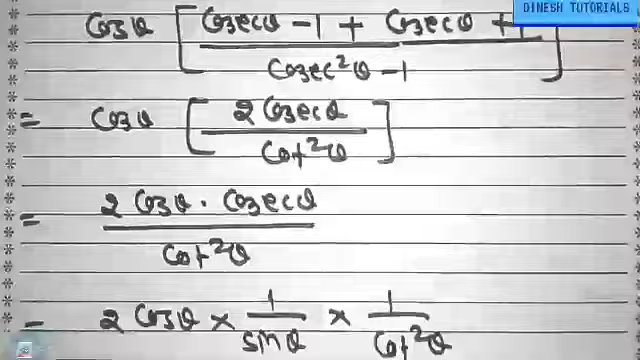 DINESH TUTORIALS
Cosθ [ (Cosecθ - 1 + Cosecθ + 1) / (Cosec²θ - 1) ]
= Cosθ [ 2 Cosecθ / Cot²θ ]
= 2 Cosθ . Cosecθ / Cot²θ
- 2 Cosθ × 1 / sinθ × 1 / Cot²θ